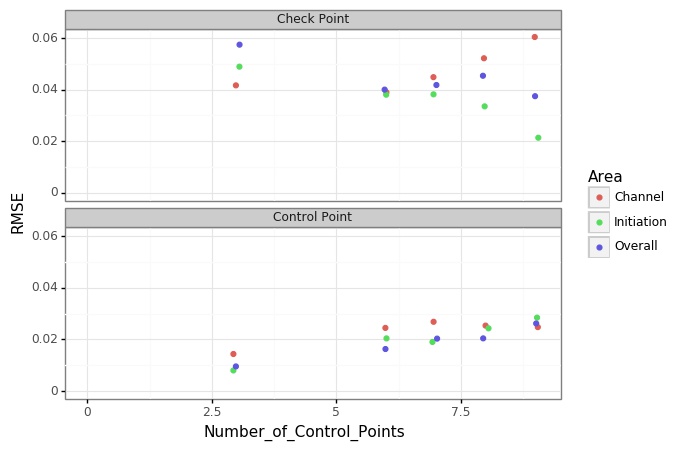 Check Point
0.06
0.04
0.02
0
Control Point
0.06
0.04
0.02
0
0
2.5
5
7.5
Number_of_Control_Points
RMSE
Area
Channel
Initiation
Overall